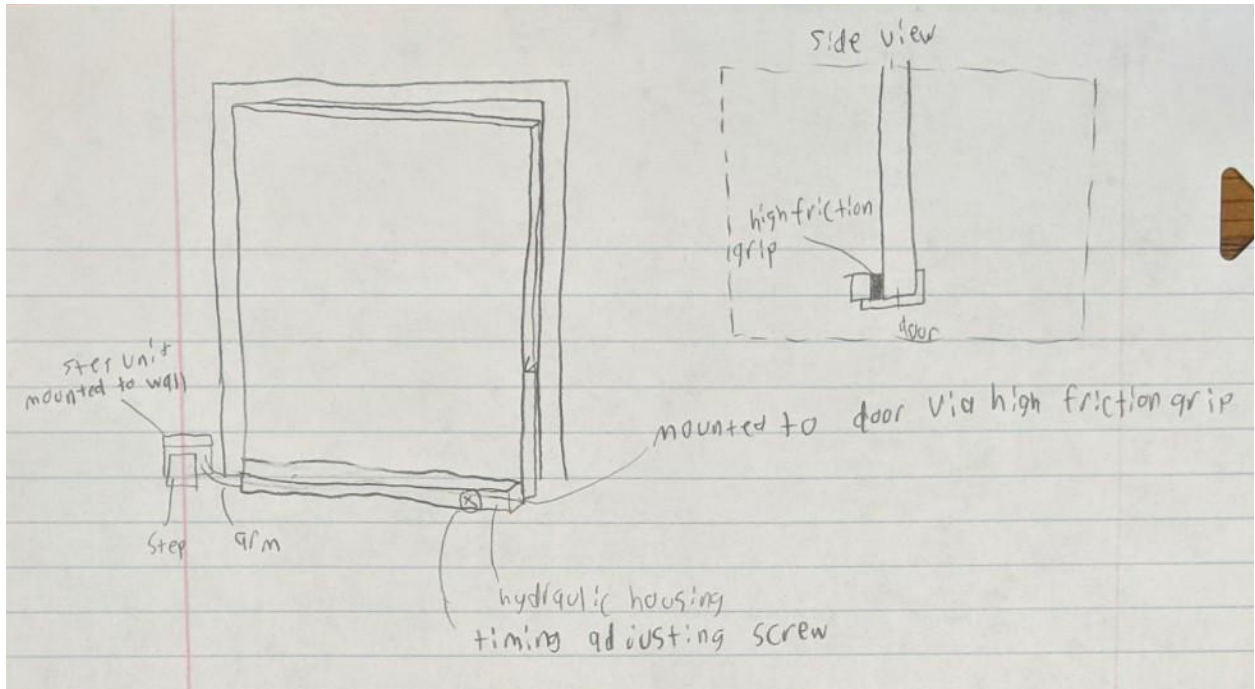 side view
high friction
grip
door
step unit
mounted to wall
mounted to door via high friction grip
step
arm
hydraulic housing
timing adjusting screw